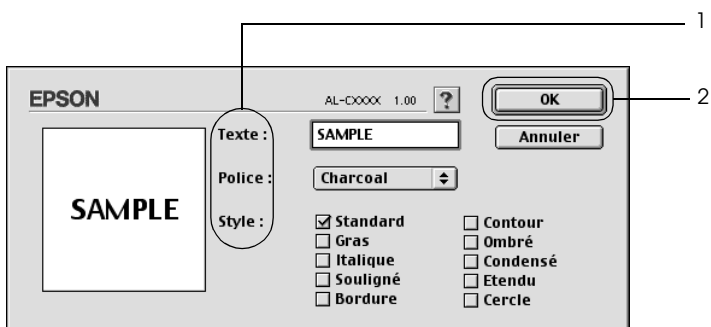 1
EPSON
AL-CXXXX 1.00
?
OK
2
Texte :
SAMPLE
Annuler
Police :
Charcoal
SAMPLE
Style :
Standard
Contour
Gras
Ombré
Italique
Condensé
Souligné
Etendu
Bordure
Cercle